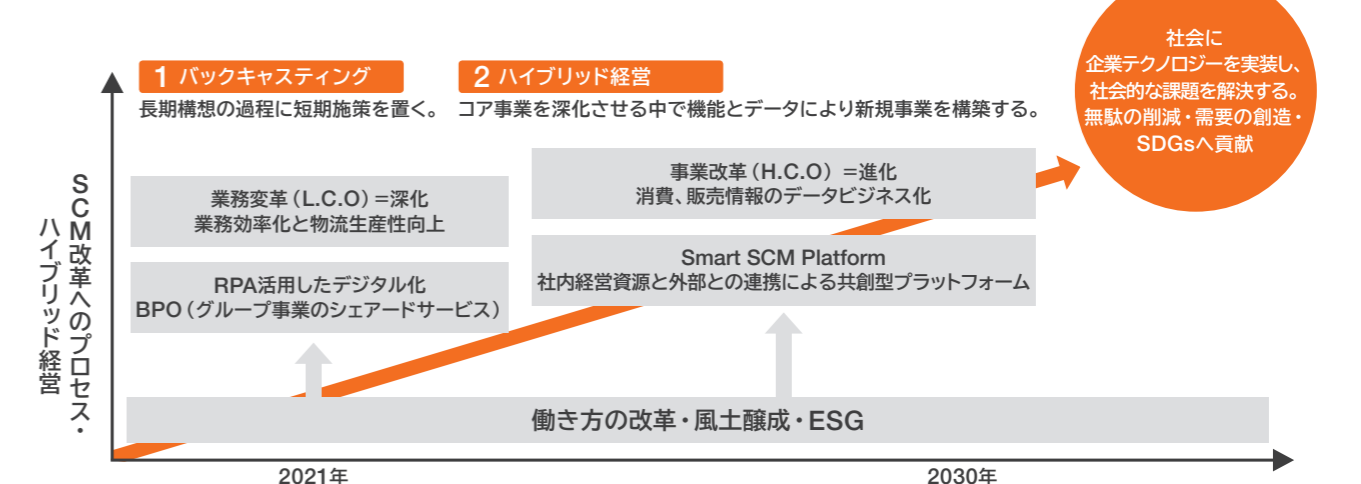 社会に
企業テクノロジーを実装し、
社会的な課題を解決する。
無駄の削減・需要の創造・
SDGsへ貢献
1 バックキャスティング
長期構想の過程に短期施策を置く。
2 ハイブリッド経営
コア事業を深化させる中で機能とデータにより新規事業を構築する。
SCM改革へのプロセス・
ハイブリッド経営
業務変革（L.C.O）＝深化
業務効率化と物流生産性向上
RPA活用したデジタル化
BPO（グループ事業のシェアードサービス）
事業改革（H.C.O）＝進化
消費、販売情報のデータビジネス化
Smart SCM Platform
社内経営資源と外部との連携による共創型プラットフォーム
働き方の改革・風土醸成・ESG
2021年
2030年